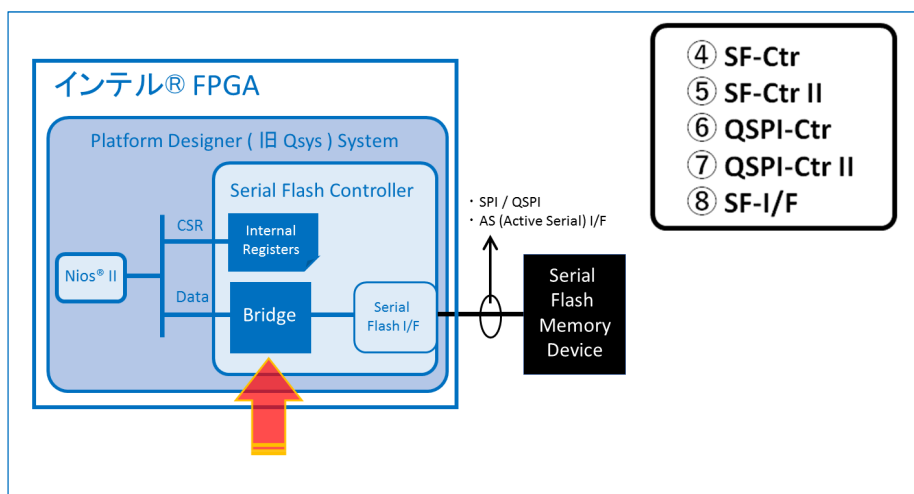 インテル® FPGA
Platform Designer ( 旧 Qsys ) System
Serial Flash Controller
CSR
Internal
Registers
Nios® II
Data
Bridge
Serial
Flash I/F
・SPI / QSPI
・AS (Active Serial) I/F
Serial
Flash
Memory
Device
④ SF-Ctr
⑤ SF-Ctr II
⑥ QSPI-Ctr
⑦ QSPI-Ctr II
⑧ SF-I/F